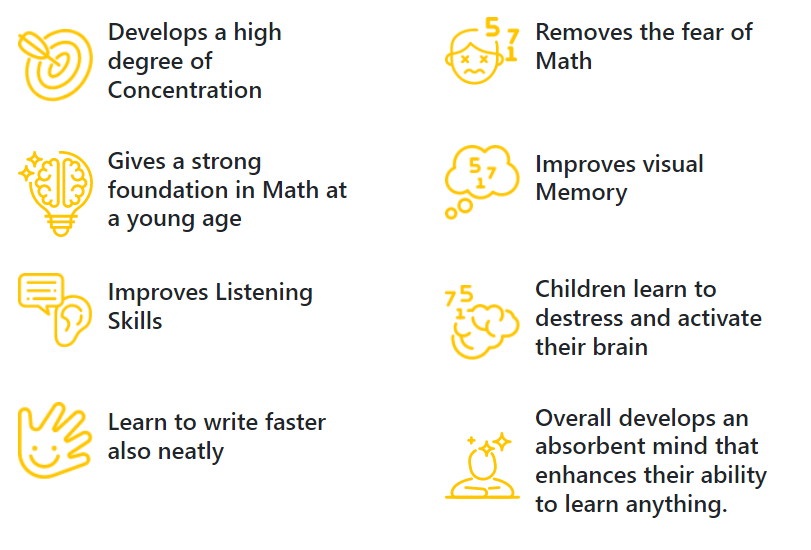 Develops a high
degree of
Concentration
5 7
1
Removes the fear of
Math
Gives a strong
foundation in Math at
a young age
5 7
1
Improves visual
Memory
Improves Listening
Skills
7 5
1
Children learn to
destress and activate
their brain
Learn to write faster
also neatly
Overall develops an
absorbent mind that
enhances their ability
to learn anything.